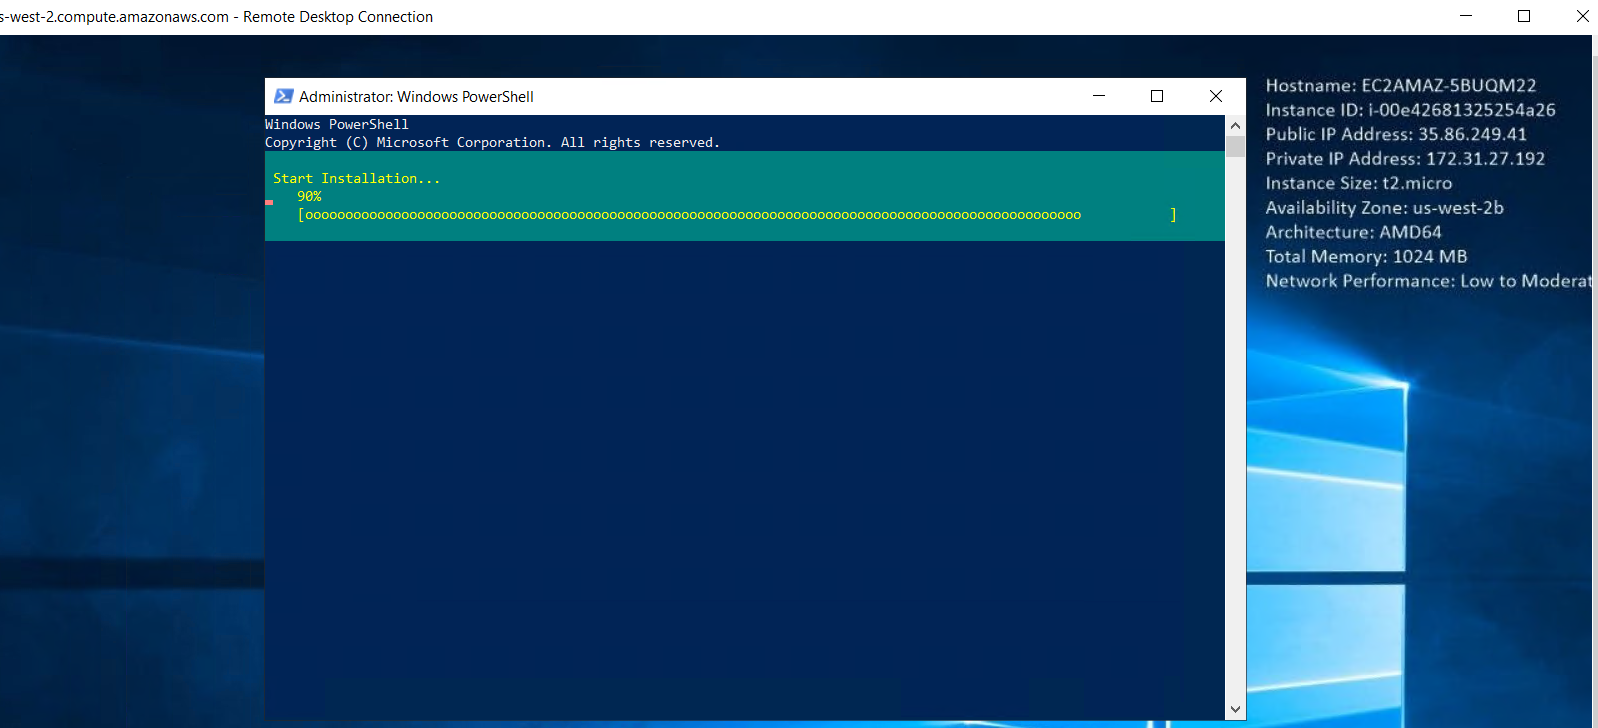 s-west-2.compute.amazonaws.com - Remote Desktop Connection
Administrator: Windows PowerShell
Windows PowerShell
Copyright (C) Microsoft Corporation. All rights reserved.
Start Installation...
90%
[ooooooooooooooooooooooooooooooooooooooooooooooooooooooooooooooooooooooooooooooooooooooooooooooooo           ]
Hostname: EC2AMAZ-5BUQM22
Instance ID: i-00e42681325254a26
Public IP Address: 35.86.249.41
Private IP Address: 172.31.27.192
Instance Size: t2.micro
Availability Zone: us-west-2b
Architecture: AMD64
Total Memory: 1024 MB
Network Performance: Low to Moderat